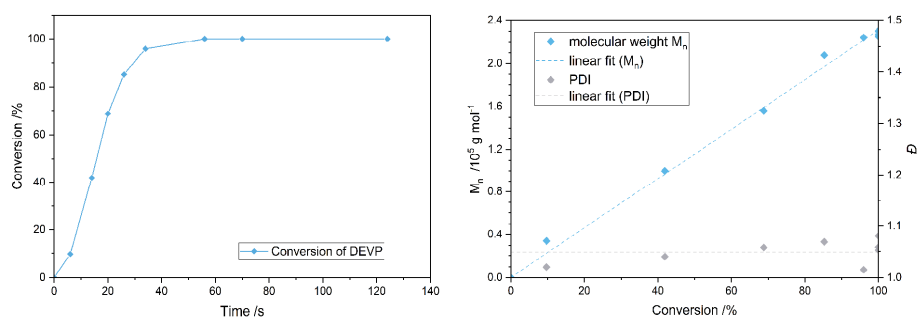 100
80
60
40
20
0
Conversion /%
0 20 40 60 80 100 120 140
Time /s
Conversion of DEVP
2.4
2.0
1.6
1.2
0.8
0.4
0.0
Mn /10⁵ g mol⁻¹
molecular weight Mn
linear fit (Mn)
PDI
linear fit (PDI)
0 20 40 60 80 100
Conversion /%
1.5
1.4
1.3
1.2
1.1
1.0
Đ